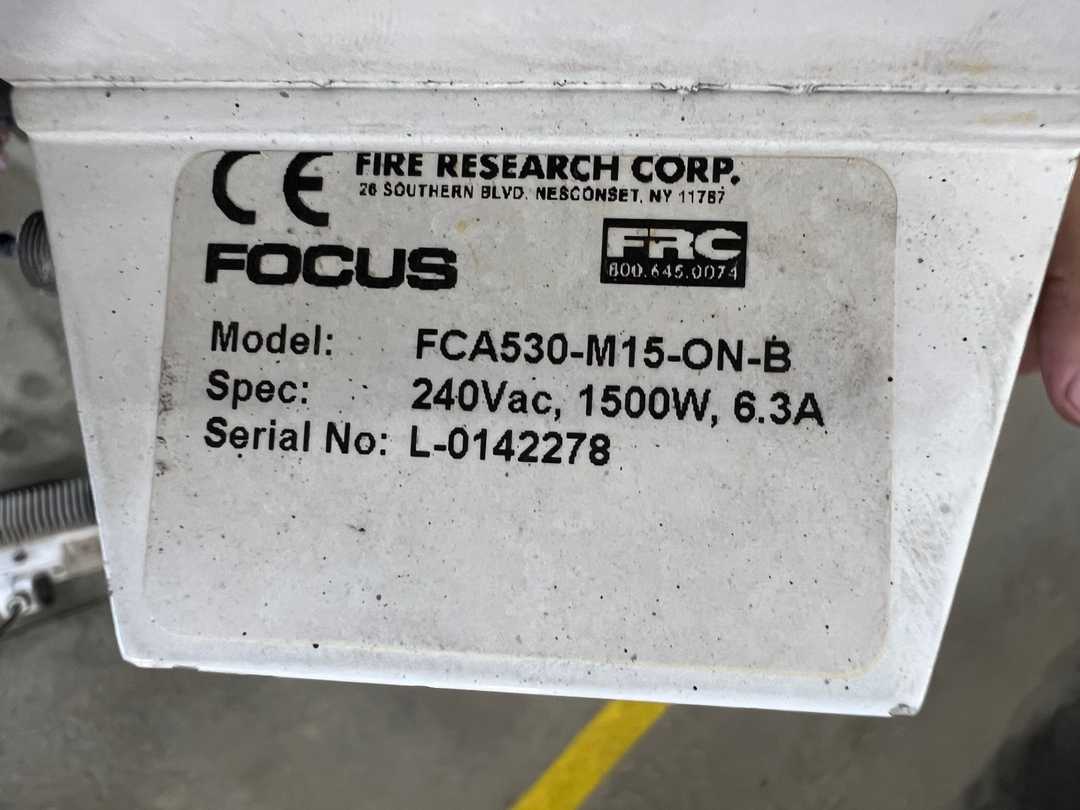 CE FIRE RESEARCH CORP.
26 SOUTHERN BLVD. NESCONSET, NY 11767
FOCUS FRC
800.645.0074
Model: FCA530-M15-ON-B
Spec: 240Vac, 1500W, 6.3A
Serial No: L-0142278